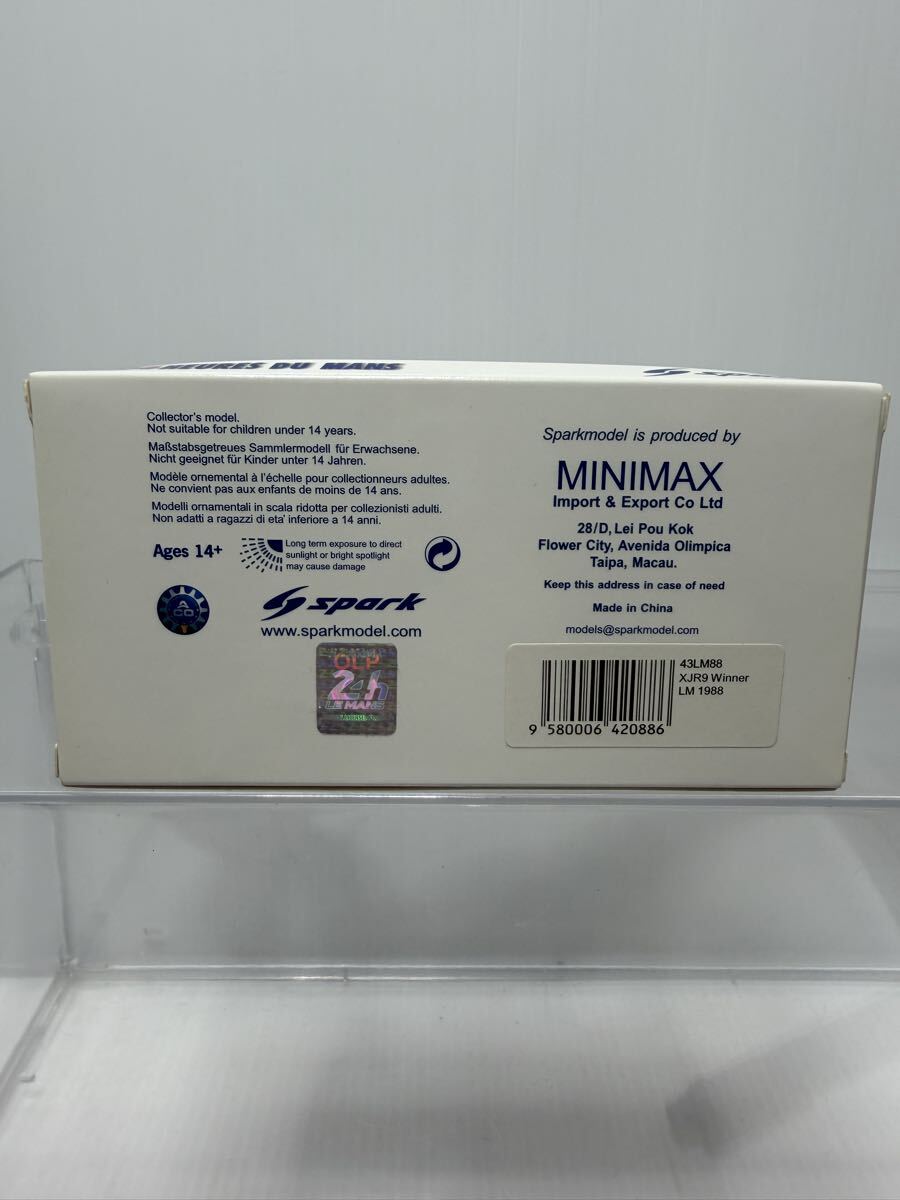 HEURES DU MANS
spark
Collector's model.
Not suitable for children under 14 years.
Maßstabsgetreues Sammlermodell für Erwachsene.
Nicht geeignet für Kinder unter 14 Jahren.
Modèle ornemental à l'échelle pour collectionneurs adultes.
Ne convient pas aux enfants de moins de 14 ans.
Modelli ornamentali in scala ridotta per collezionisti adulti.
Non adatti a ragazzi di eta' inferiore a 14 anni.
Ages 14+
Long term exposure to direct
sunlight or bright spotlight
may cause damage
ACO
spark
www.sparkmodel.com
OLP
24h
LE MANS
Sparkmodel is produced by
MINIMAX
Import & Export Co Ltd
28/D, Lei Pou Kok
Flower City, Avenida Olimpica
Taipa, Macau.
Keep this address in case of need
Made in China
models@sparkmodel.com
43LM88
XJR9 Winner
LM 1988
9 580006 420886